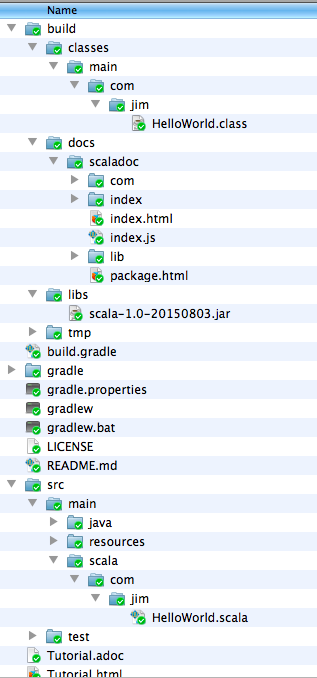 Name
build
classes
main
com
jim
HelloWorld.class
docs
scaladoc
com
index
index.html
index.js
lib
package.html
libs
scala-1.0-20150803.jar
tmp
build.gradle
gradle
gradle.properties
gradlew
gradlew.bat
LICENSE
README.md
src
main
java
resources
scala
com
jim
HelloWorld.scala
test
Tutorial.adoc
Tutorial.html